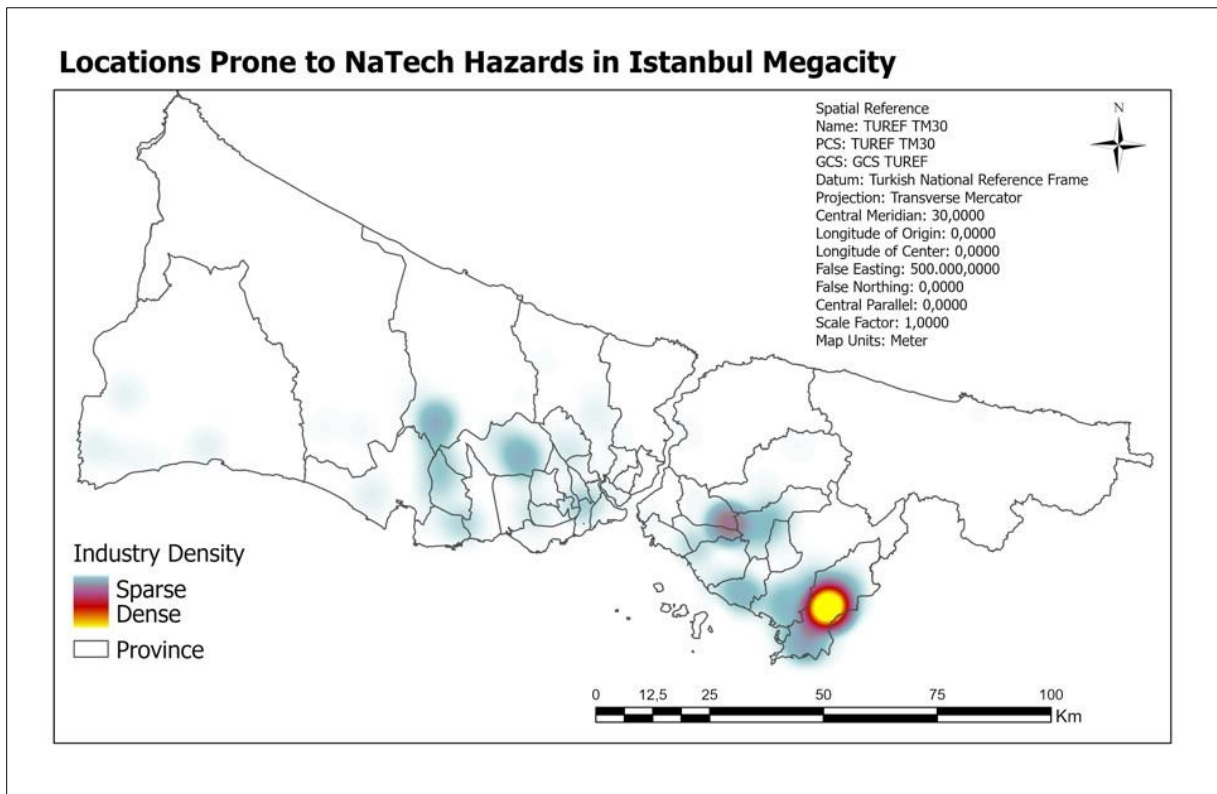 Locations Prone to NaTech Hazards in Istanbul Megacity
Spatial Reference
Name: TUREF TM30
PCS: TUREF TM30
GCS: GCS TUREF
Datum: Turkish National Reference Frame
Projection: Transverse Mercator
Central Meridian: 30,0000
Longitude of Origin: 0,0000
Longitude of Center: 0,0000
False Easting: 500.000,0000
False Northing: 0,0000
Central Parallel: 0,0000
Scale Factor: 1,0000
Map Units: Meter
N
Industry Density
Sparse
Dense
Province
0 12,5 25 50 75 100
Km